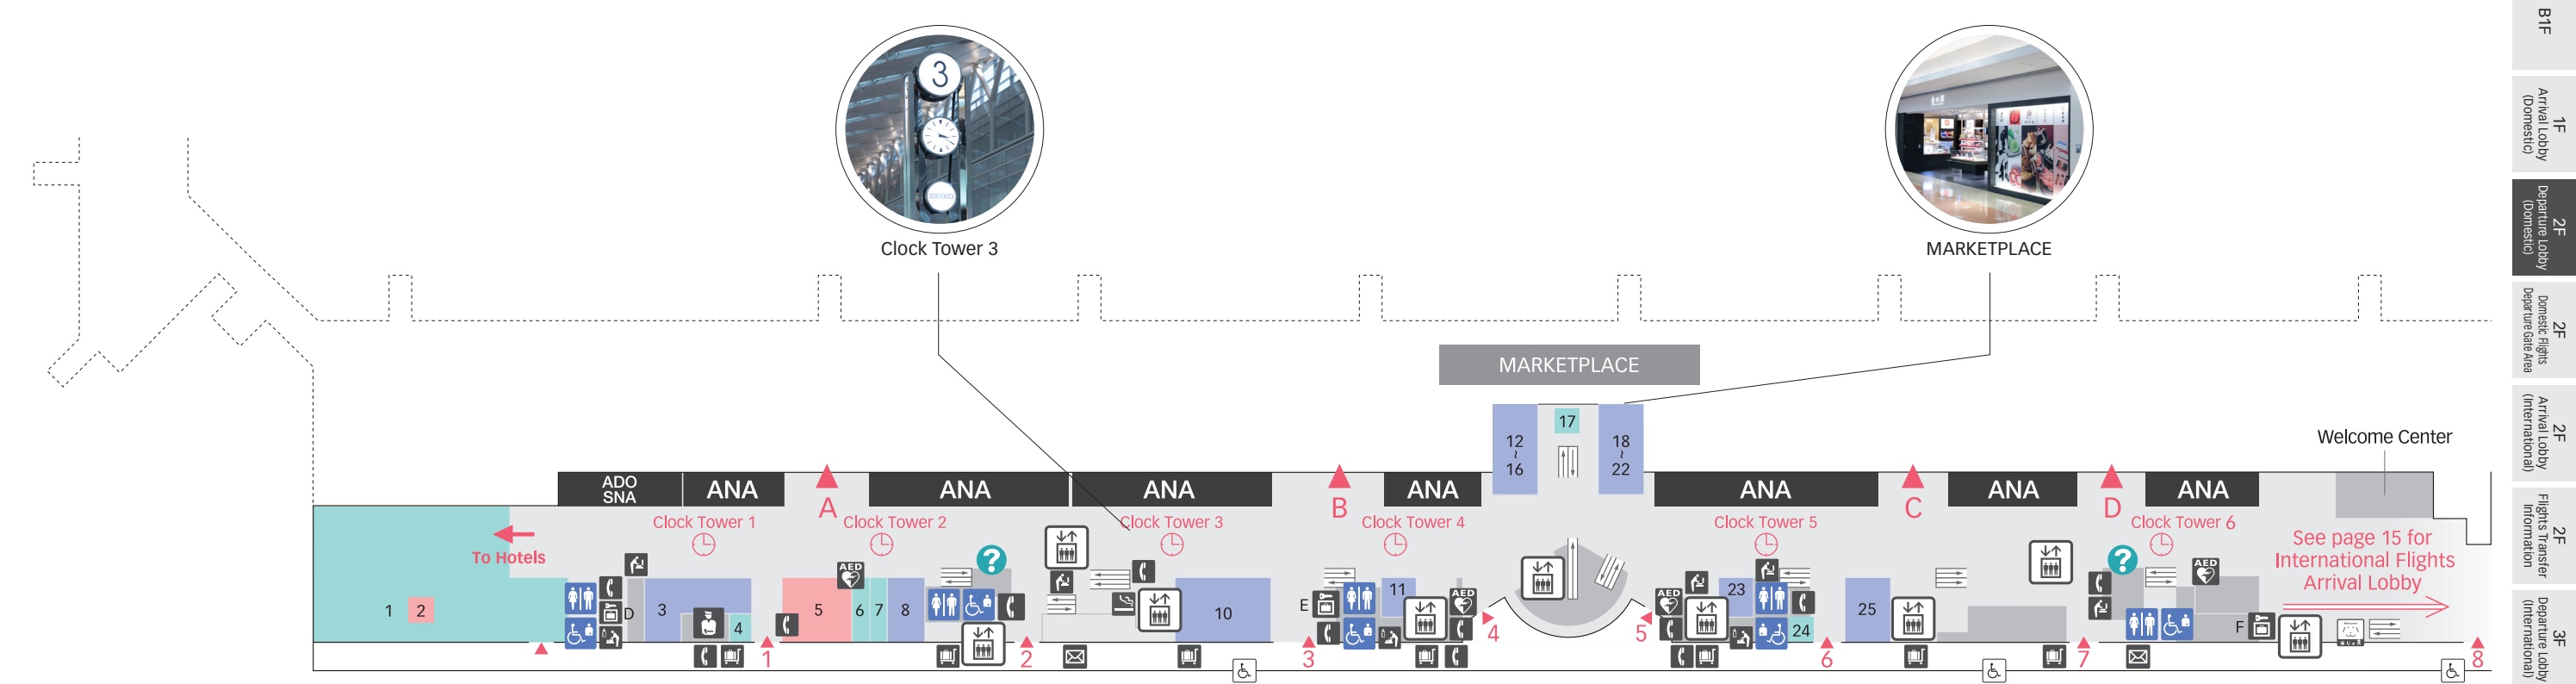 3
Clock Tower 3
MARKETPLACE
MARKETPLACE
12
~
16
17
18
~
22
Welcome Center
ADO
SNA
ANA
ANA
ANA
ANA
ANA
ANA
ANA
A
B
C
D
Clock Tower 1
Clock Tower 2
Clock Tower 3
Clock Tower 4
Clock Tower 5
Clock Tower 6
To Hotels
See page 15 for
International Flights
Arrival Lobby
?
?
AED
AED
AED
AED
1
2
D
3
4
5
6
7
8
10
E
11
23
24
25
F
1
2
3
4
5
6
7
8
B1F
1F
Arrival Lobby
(Domestic)
2F
Departure Lobby
(Domestic)
2F
Domestic Flights
Departure Gate Area
2F
Arrival Lobby
(International)
2F
Flights Transfer
Information
3F
Departure Lobby
(International)